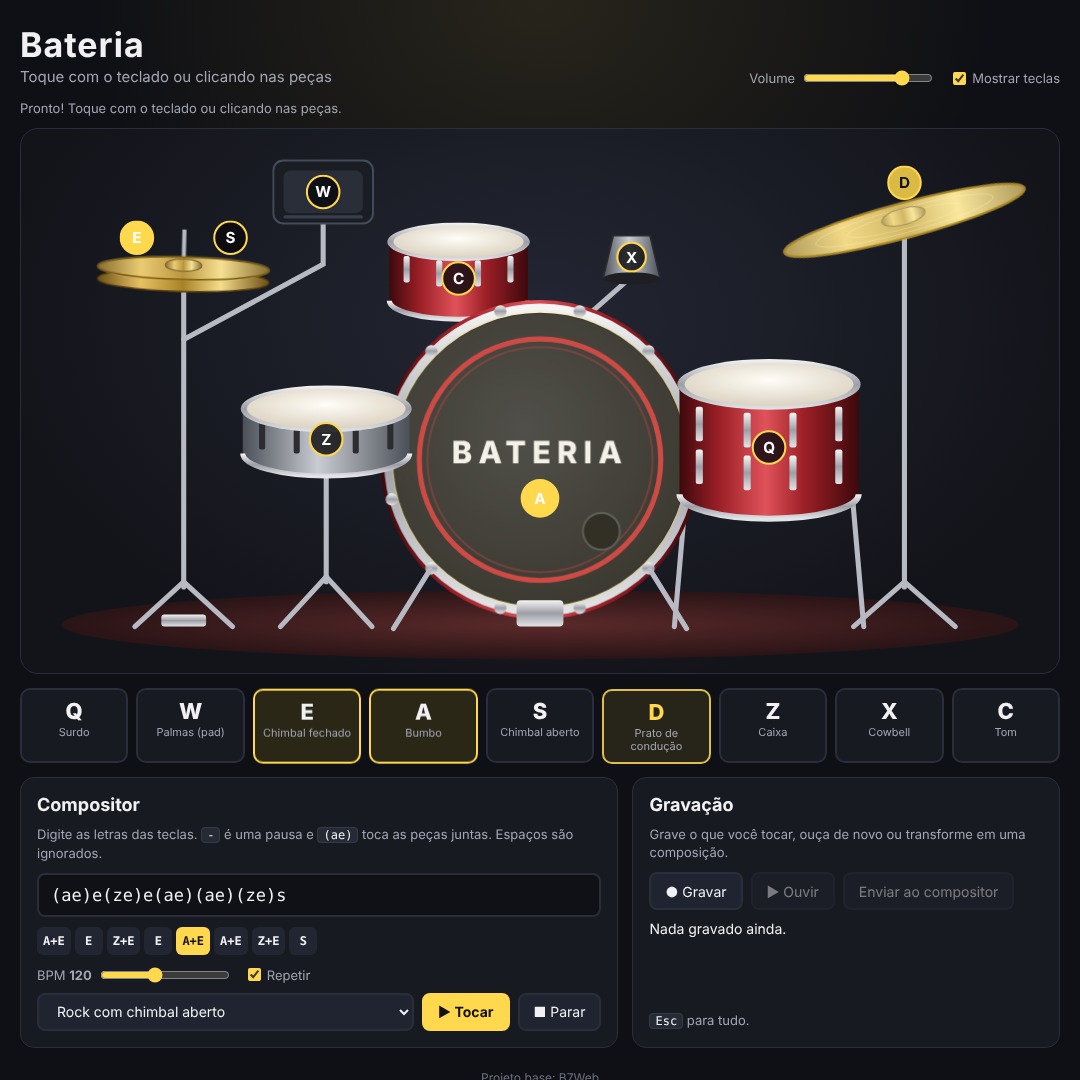 Bateria
Toque com o teclado ou clicando nas peças
Volume
Mostrar teclas
Pronto! Toque com o teclado ou clicando nas peças.
W
D
E
S
X
C
Z
BATERIA
Q
A
Q
Surdo
W
Palmas (pad)
E
Chimbal fechado
A
Bumbo
S
Chimbal aberto
D
Prato de
condução
Z
Caixa
X
Cowbell
C
Tom
Compositor
Digite as letras das teclas. - é uma pausa e (ae) toca as peças juntas. Espaços são
ignorados.
(ae)e(ze)e(ae)(ae)(ze)s
A+E E Z+E E A+E A+E Z+E S
BPM 120
Repetir
Rock com chimbal aberto
▶ Tocar
■ Parar
Gravação
Grave o que você tocar, ouça de novo ou transforme em uma
composição.
● Gravar
▶ Ouvir
Enviar ao compositor
Nada gravado ainda.
Esc para tudo.
Projeto base: B7Web